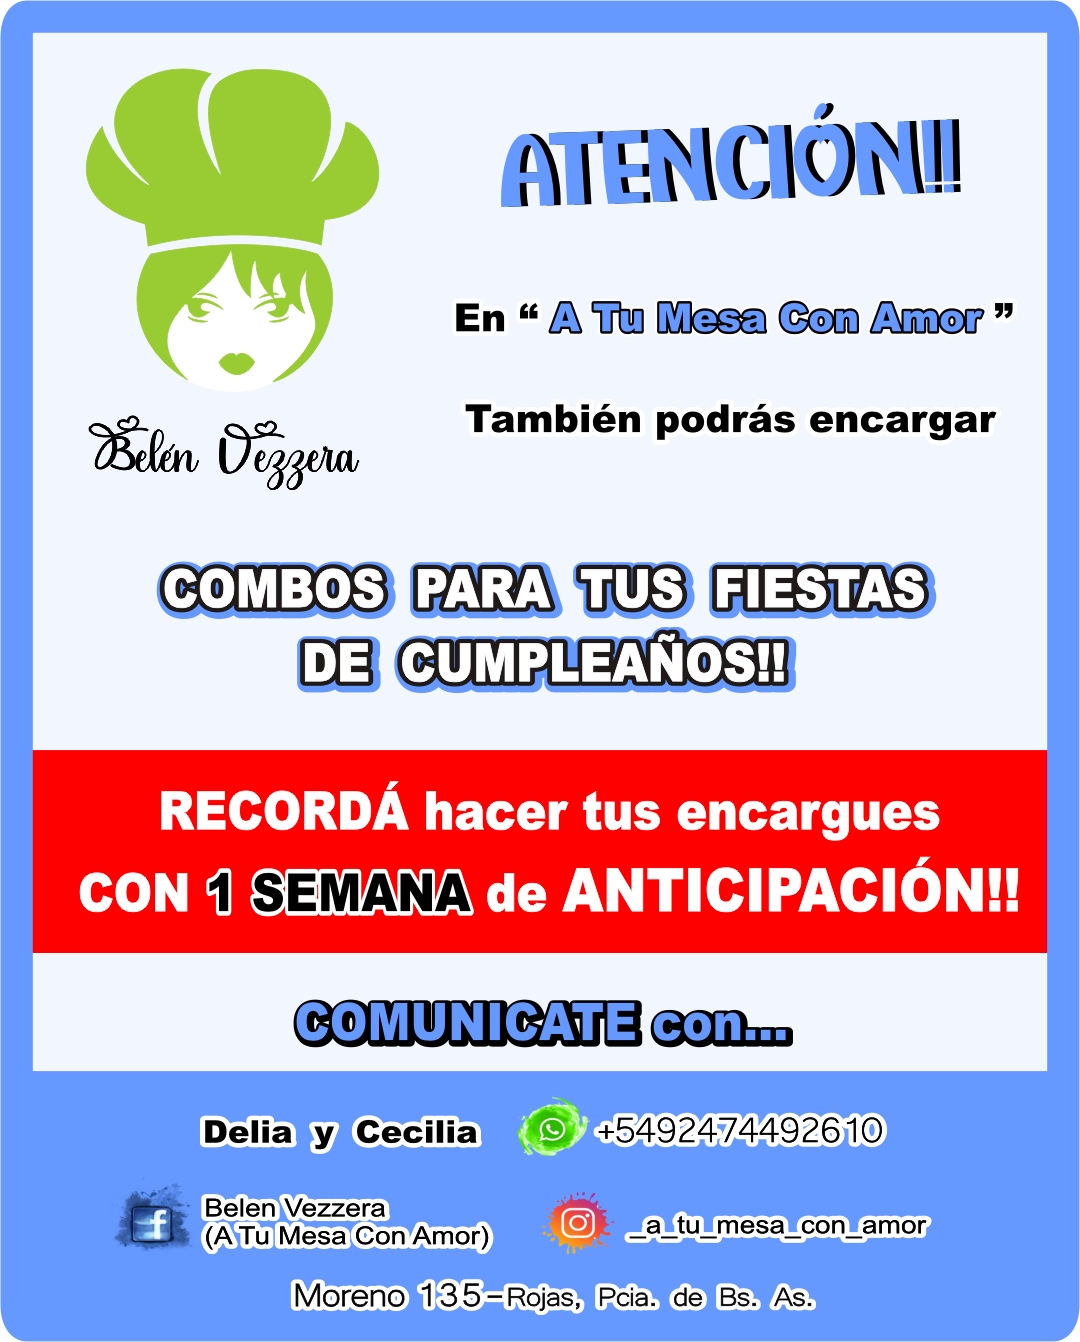 ATENCIÓN!!
En “ A Tu Mesa Con Amor ”
También podrás encargar
Belén Vezzera
COMBOS PARA TUS FIESTAS
DE CUMPLEAÑOS!!
RECORDÁ hacer tus encargues
CON 1 SEMANA de ANTICIPACIÓN!!
COMUNICATE con...
Delia y Cecilia +5492474492610
Belen Vezzera
(A Tu Mesa Con Amor)
_a_tu_mesa_con_amor
Moreno 135-Rojas, Pcia. de Bs. As.